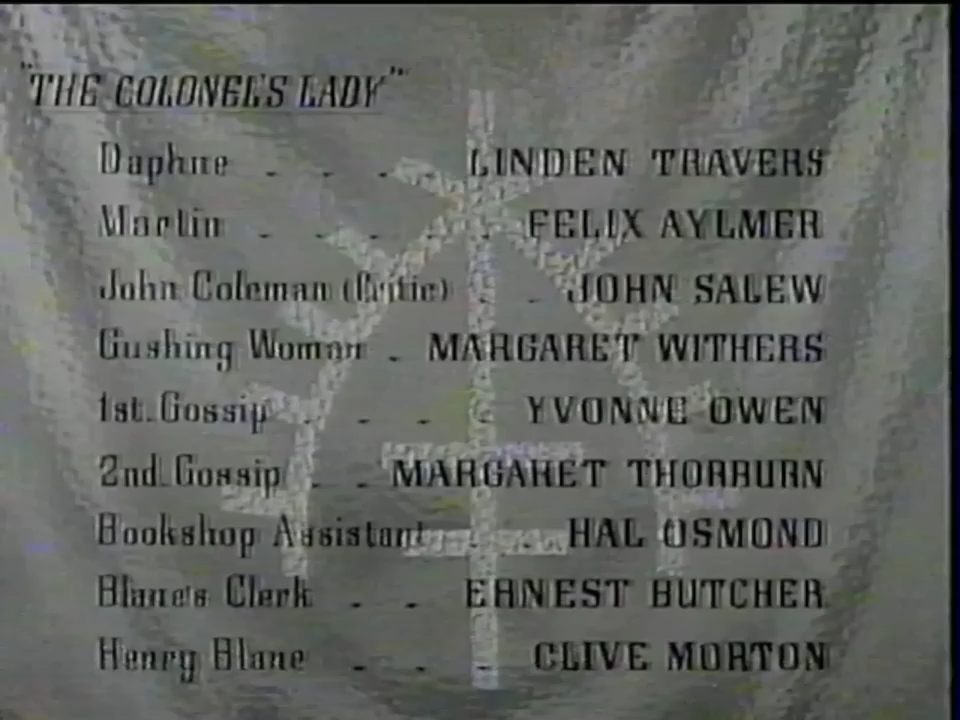 "THE COLONEL'S LADY"
Daphne . . . . LINDEN TRAVERS
Martin . . . . . FELIX AYLMER
John Coleman (Critic) . . JOHN SALEW
Gushing Woman . MARGARET WITHERS
1st. Gossip . . . . YVONNE OWEN
2nd. Gossip . . MARGARET THORBURN
Bookshop Assistant . . HAL OSMOND
Blane's Clerk . . ERNEST BUTCHER
Henry Blane . . . CLIVE MORTON